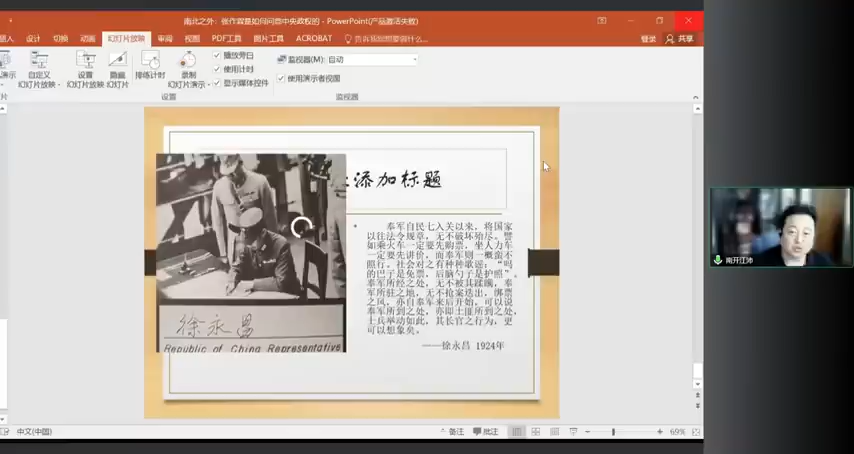 南北之外：张作霖是如何问鼎中央政权的 - PowerPoint(产品激活失败)
设计 切换 动画 幻灯片放映 审阅 视图 PDF工具 图片工具 ACROBAT 告诉我您想要做什么...
登录 共享
自定义
幻灯片放映
设置
幻灯片放映
隐藏
幻灯片
排练计时
录制
幻灯片演示
播放旁白
使用计时
显示媒体控件
设置
监视器(M): 自动
使用演示者视图
监视器
添加标题
奉军自民七入关以来，将国家
以往法令规章，无不破坏殆尽。譬
如乘火车一定要先购票，坐人力车
一定要先讲价，而奉军则一概蛮不
照行。社会对之有种种歌谣：“妈
的巴子是免票，后脑勺子是护照”。
奉军所经之处，无不被其蹂躏，奉
军所驻之地，无不抢案迭出，绑票
之风，亦自奉军来后开始，可以说
奉军所到之处，亦即土匪所到之处，
士兵举动如此，其长官之行为，更
可以想象矣。
——徐永昌 1924年
徐永昌
Republic of China Representative
南开江沛
中文(中国)
备注 批注
69%